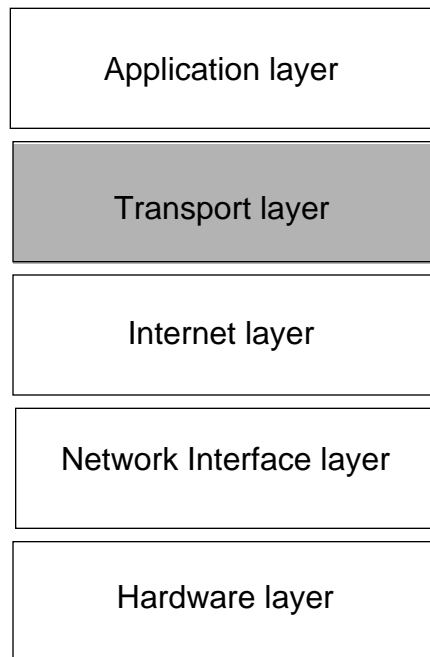 Application layer
Transport layer
Internet layer
Network Interface layer
Hardware layer